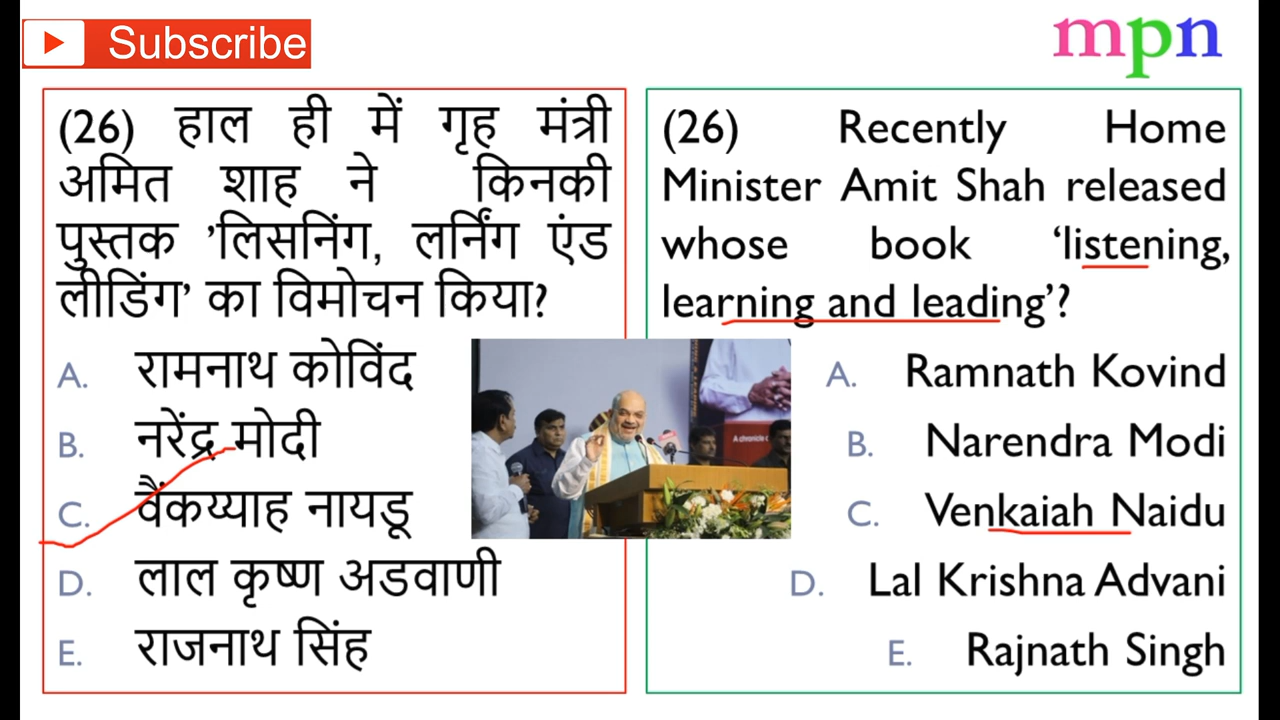 Subscribe
mpn
(26) हाल ही में गृह मंत्री
अमित शाह ने किनकी
पुस्तक ’लिसनिंग, लर्निंग एंड
लीडिंग’ का विमोचन किया?
A. रामनाथ कोविंद
B. नरेंद्र मोदी
C. वैंकय्याह नायडू
D. लाल कृष्ण अडवाणी
E. राजनाथ सिंह
(26) Recently Home
Minister Amit Shah released
whose book ‘listening,
learning and leading’?
A. Ramnath Kovind
B. Narendra Modi
C. Venkaiah Naidu
D. Lal Krishna Advani
E. Rajnath Singh
A chronicle